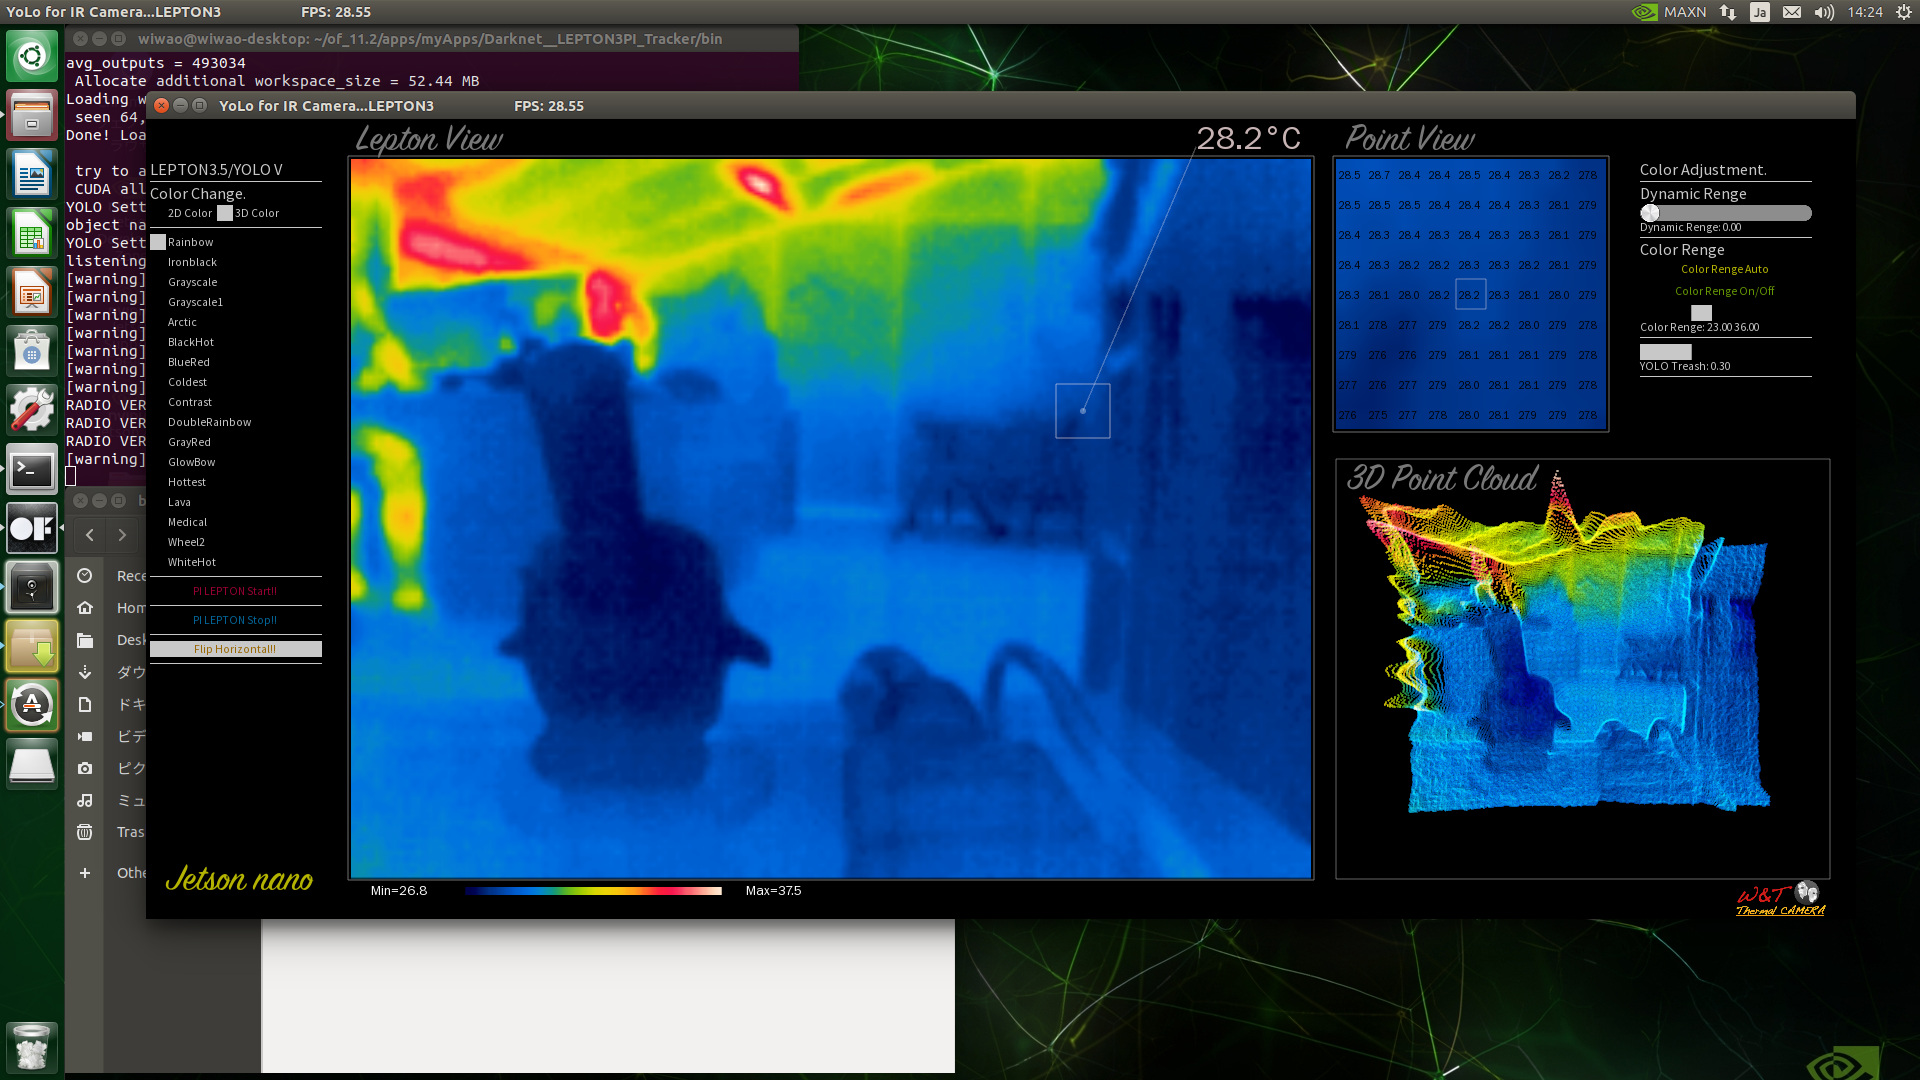 YoLo for IR Camera...LEPTON3 FPS: 28.55
MAXN Ja 14:24
wiwao@wiwao-desktop: ~/of_11.2/apps/myApps/Darknet__LEPTON3PI_Tracker/bin
avg_outputs = 493034
Allocate additional workspace_size = 52.44 MB
Loading w
seen 64,
Done! Loa
try to a
CUDA all
YOLO Sett
object na
YOLO Sett
listening
[warning]
[warning]
[warning]
[warning]
[warning]
[warning]
[warning]
RADIO VER
RADIO VER
RADIO VER
[warning]
b
Rece
Hom
Desk
ダウ
ドキ
ビデ
ピク
ミュ
Tras
Othe
YoLo for IR Camera...LEPTON3 FPS: 28.55
LEPTON3.5/YOLO V
Color Change.
2D Color 3D Color
Rainbow
Ironblack
Grayscale
Grayscale1
Arctic
BlackHot
BlueRed
Coldest
Contrast
DoubleRainbow
GrayRed
GlowBow
Hottest
Lava
Medical
Wheel2
WhiteHot
PI LEPTON Start!!
PI LEPTON Stop!!
Flip Horizontal!!
Jetson nano
Lepton View
28.2°C
Min=26.8 Max=37.5
Point View
28.5 28.7 28.4 28.4 28.5 28.4 28.3 28.2 27.8
28.5 28.5 28.5 28.4 28.4 28.4 28.3 28.1 27.9
28.4 28.3 28.4 28.3 28.4 28.3 28.3 28.1 27.9
28.4 28.3 28.2 28.2 28.3 28.3 28.2 28.1 27.9
28.3 28.1 28.0 28.2 28.2 28.3 28.1 28.0 27.9
28.1 27.8 27.7 27.9 28.2 28.2 28.0 27.9 27.8
27.9 27.6 27.6 27.9 28.1 28.1 27.9 27.9 27.8
27.7 27.6 27.6 27.9 28.0 28.1 28.1 27.9 27.8
27.6 27.5 27.7 27.8 28.0 28.1 27.9 27.9 27.8
Color Adjustment.
Dynamic Renge
Dynamic Range: 0.00
Color Renge
Color Renge Auto
Color Renge On/Off
Color Range: 23.00 36.00
YOLO Treash: 0.30
3D Point Cloud
W&T
Thermal CAMERA